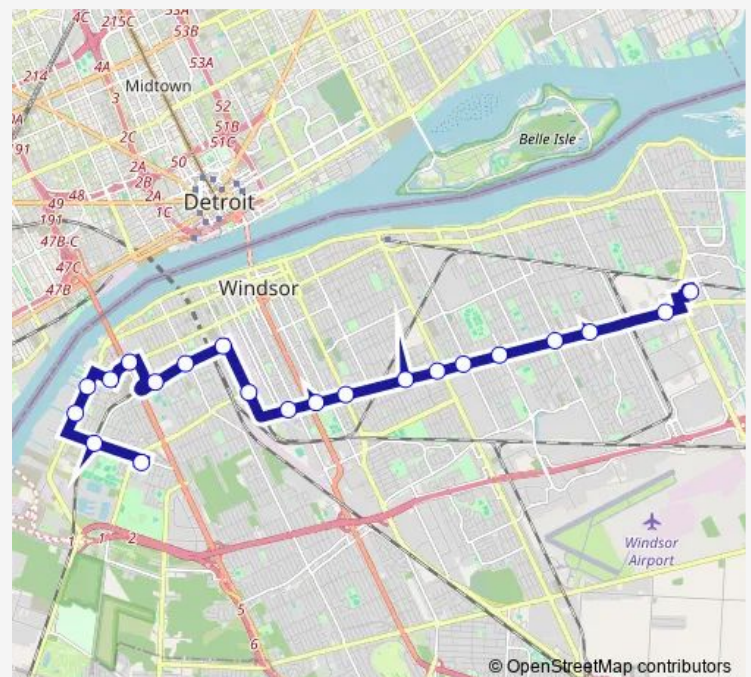 4C
215C
53A
53B
214
4A
53A
Midtown
3
52
51B
51C
2C
191
50
2A
2B
2A
1C
48
49
191
Detroit
Belle Isle
47B-C
47C
47B
Windsor
1
1
2
Windsor
Airport
5
6
© OpenStreetMap contributors